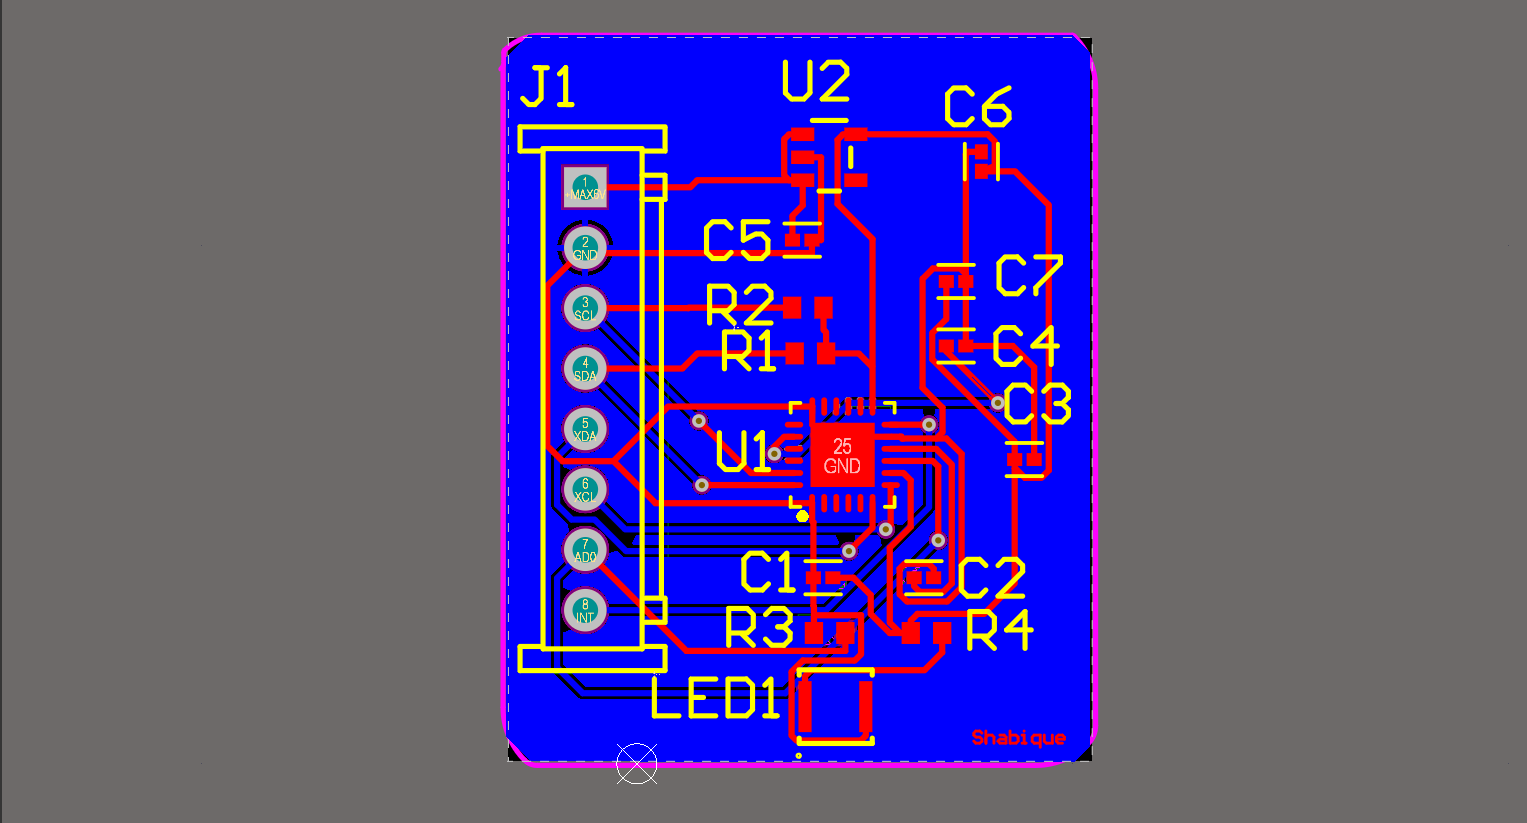 J1
U2
C6
1
+MAX6V
2
GND
C5
C7
3
SCL
R2
R1
C4
4
SDA
C3
5
XDA
U1
25
GND
6
XCL
7
AD0
C1
C2
8
INT
R3
R4
LED1
Shabique